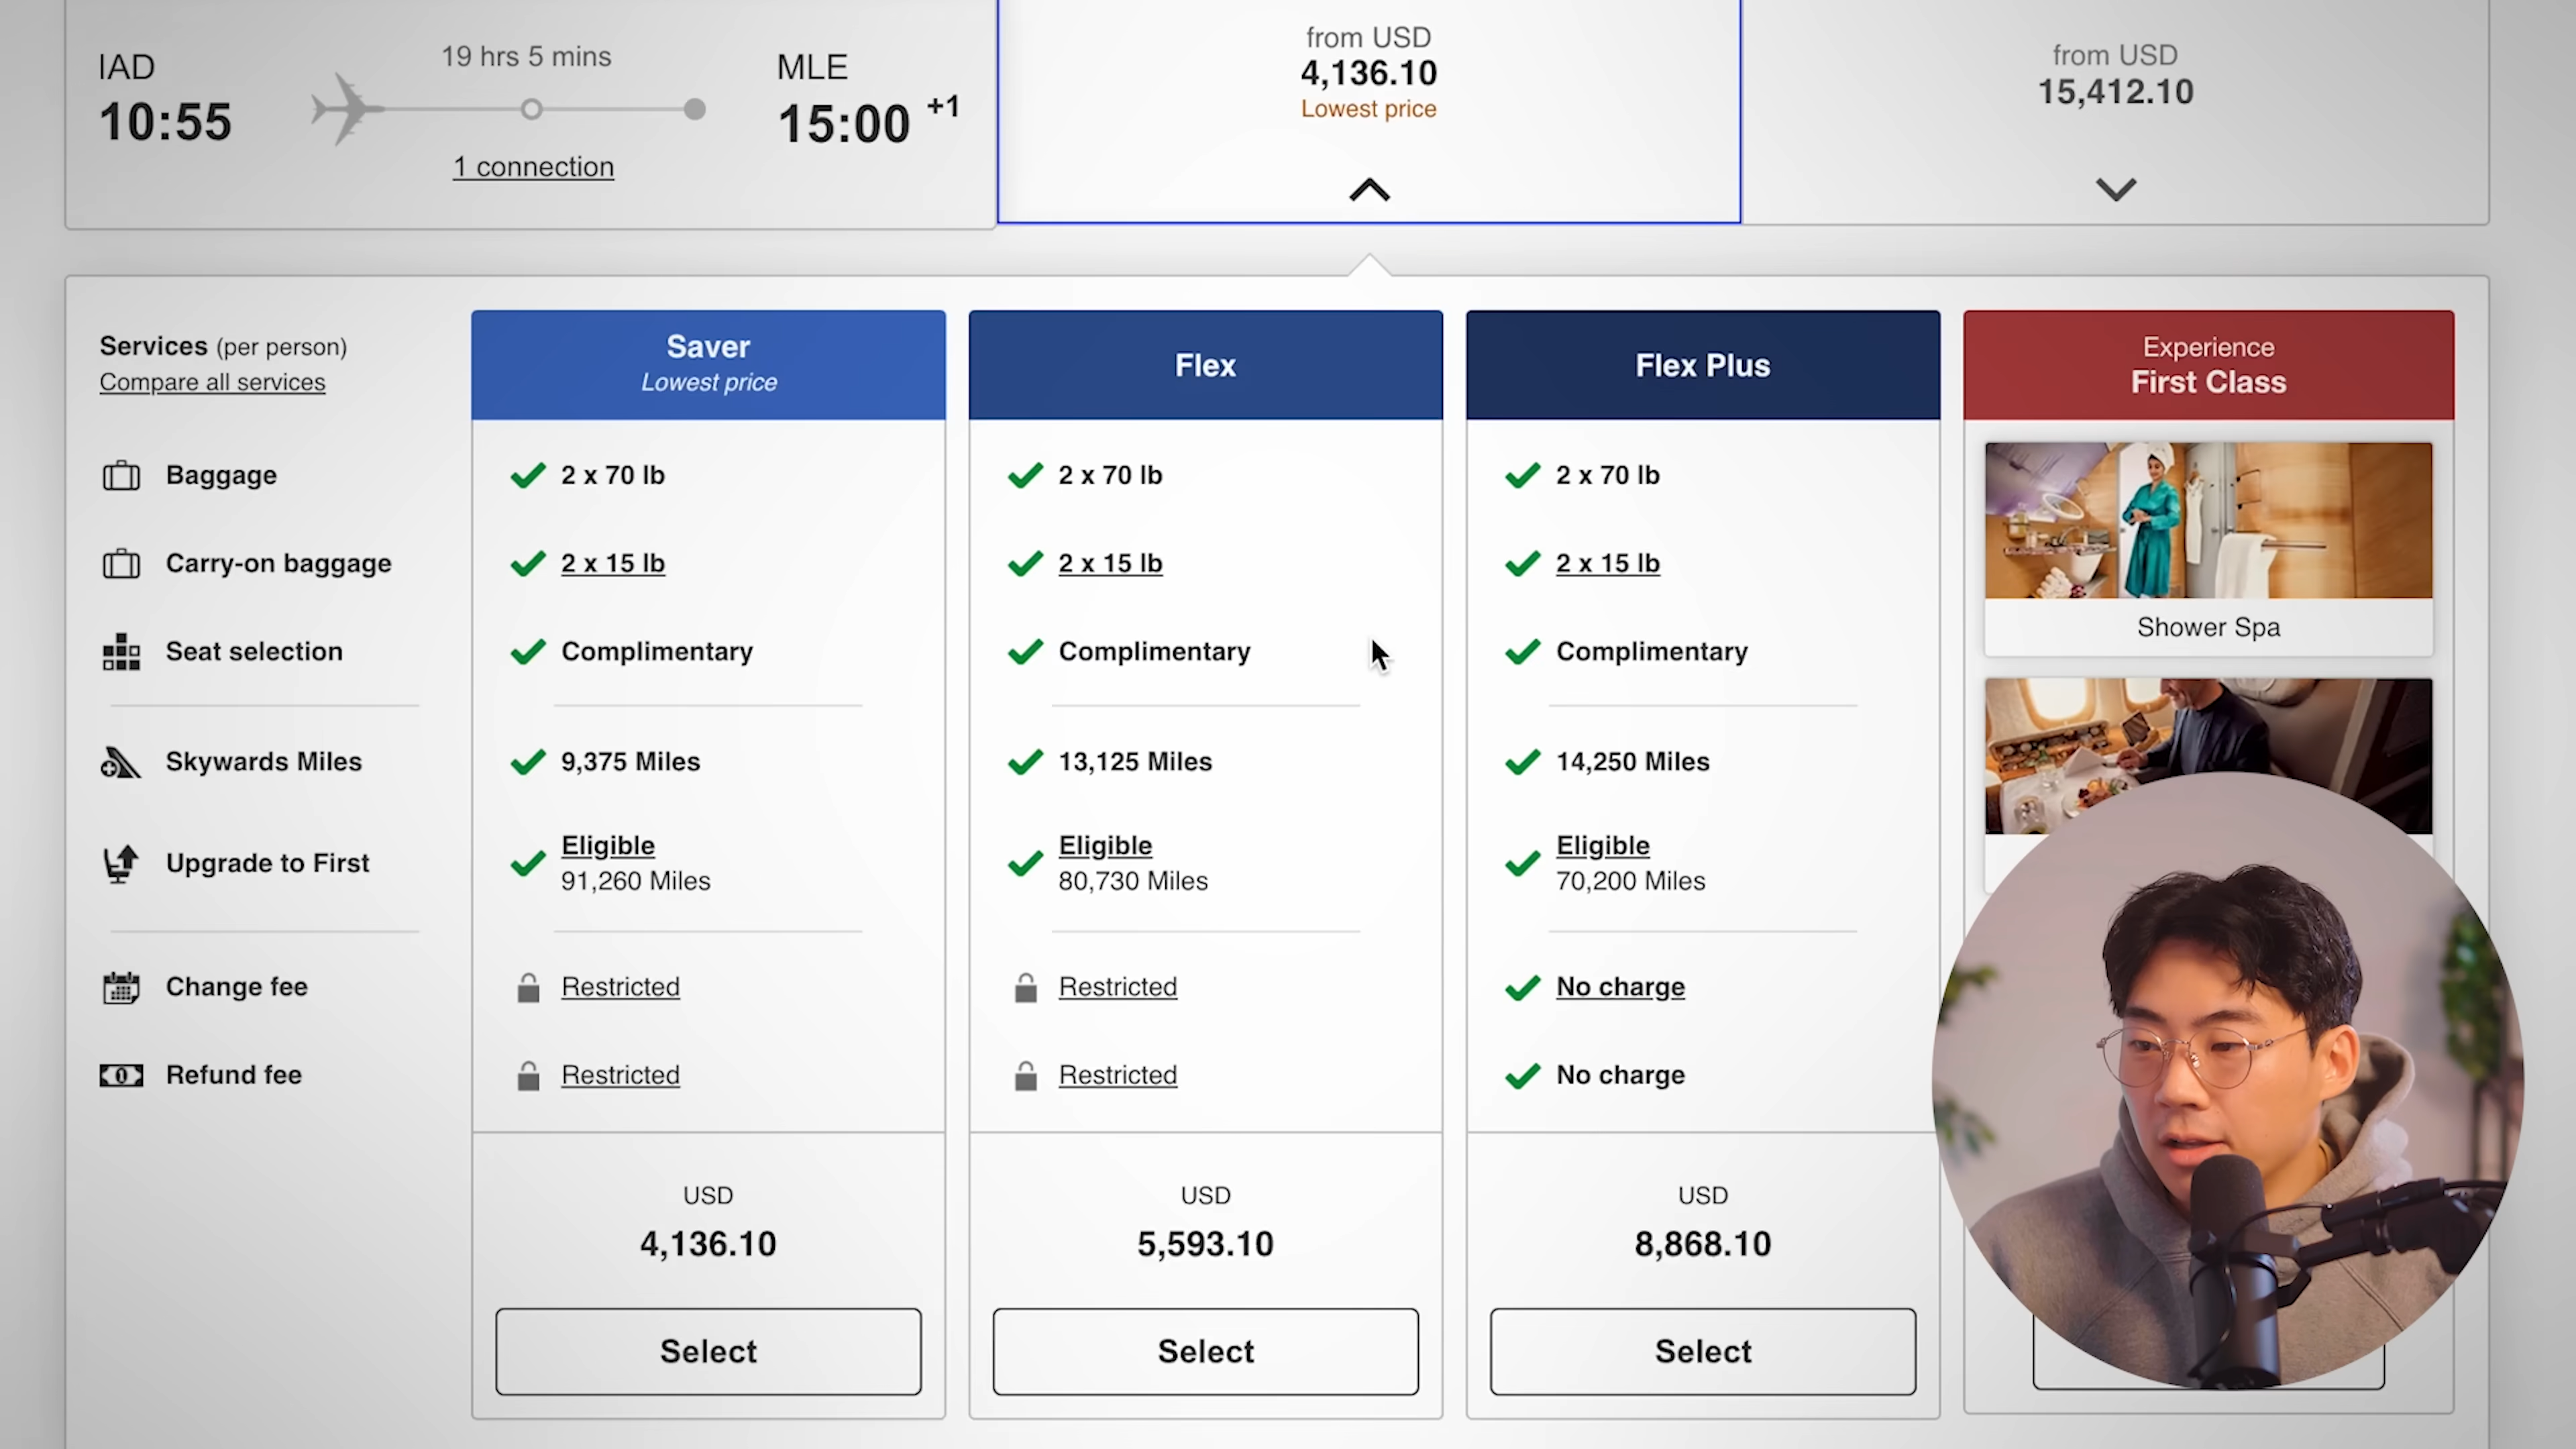 IAD
10:55
19 hrs 5 mins
1 connection
MLE
15:00 +1
from USD
4,136.10
Lowest price
from USD
15,412.10
Services (per person)
Compare all services
Baggage
Carry-on baggage
Seat selection
Skywards Miles
Upgrade to First
Change fee
Refund fee
Saver
Lowest price
2 x 70 lb
2 x 15 lb
Complimentary
9,375 Miles
Eligible
91,260 Miles
Restricted
Restricted
USD
4,136.10
Select
Flex
2 x 70 lb
2 x 15 lb
Complimentary
13,125 Miles
Eligible
80,730 Miles
Restricted
Restricted
USD
5,593.10
Select
Flex Plus
2 x 70 lb
2 x 15 lb
Complimentary
14,250 Miles
Eligible
70,200 Miles
No charge
No charge
USD
8,868.10
Select
Experience
First Class
Shower Spa